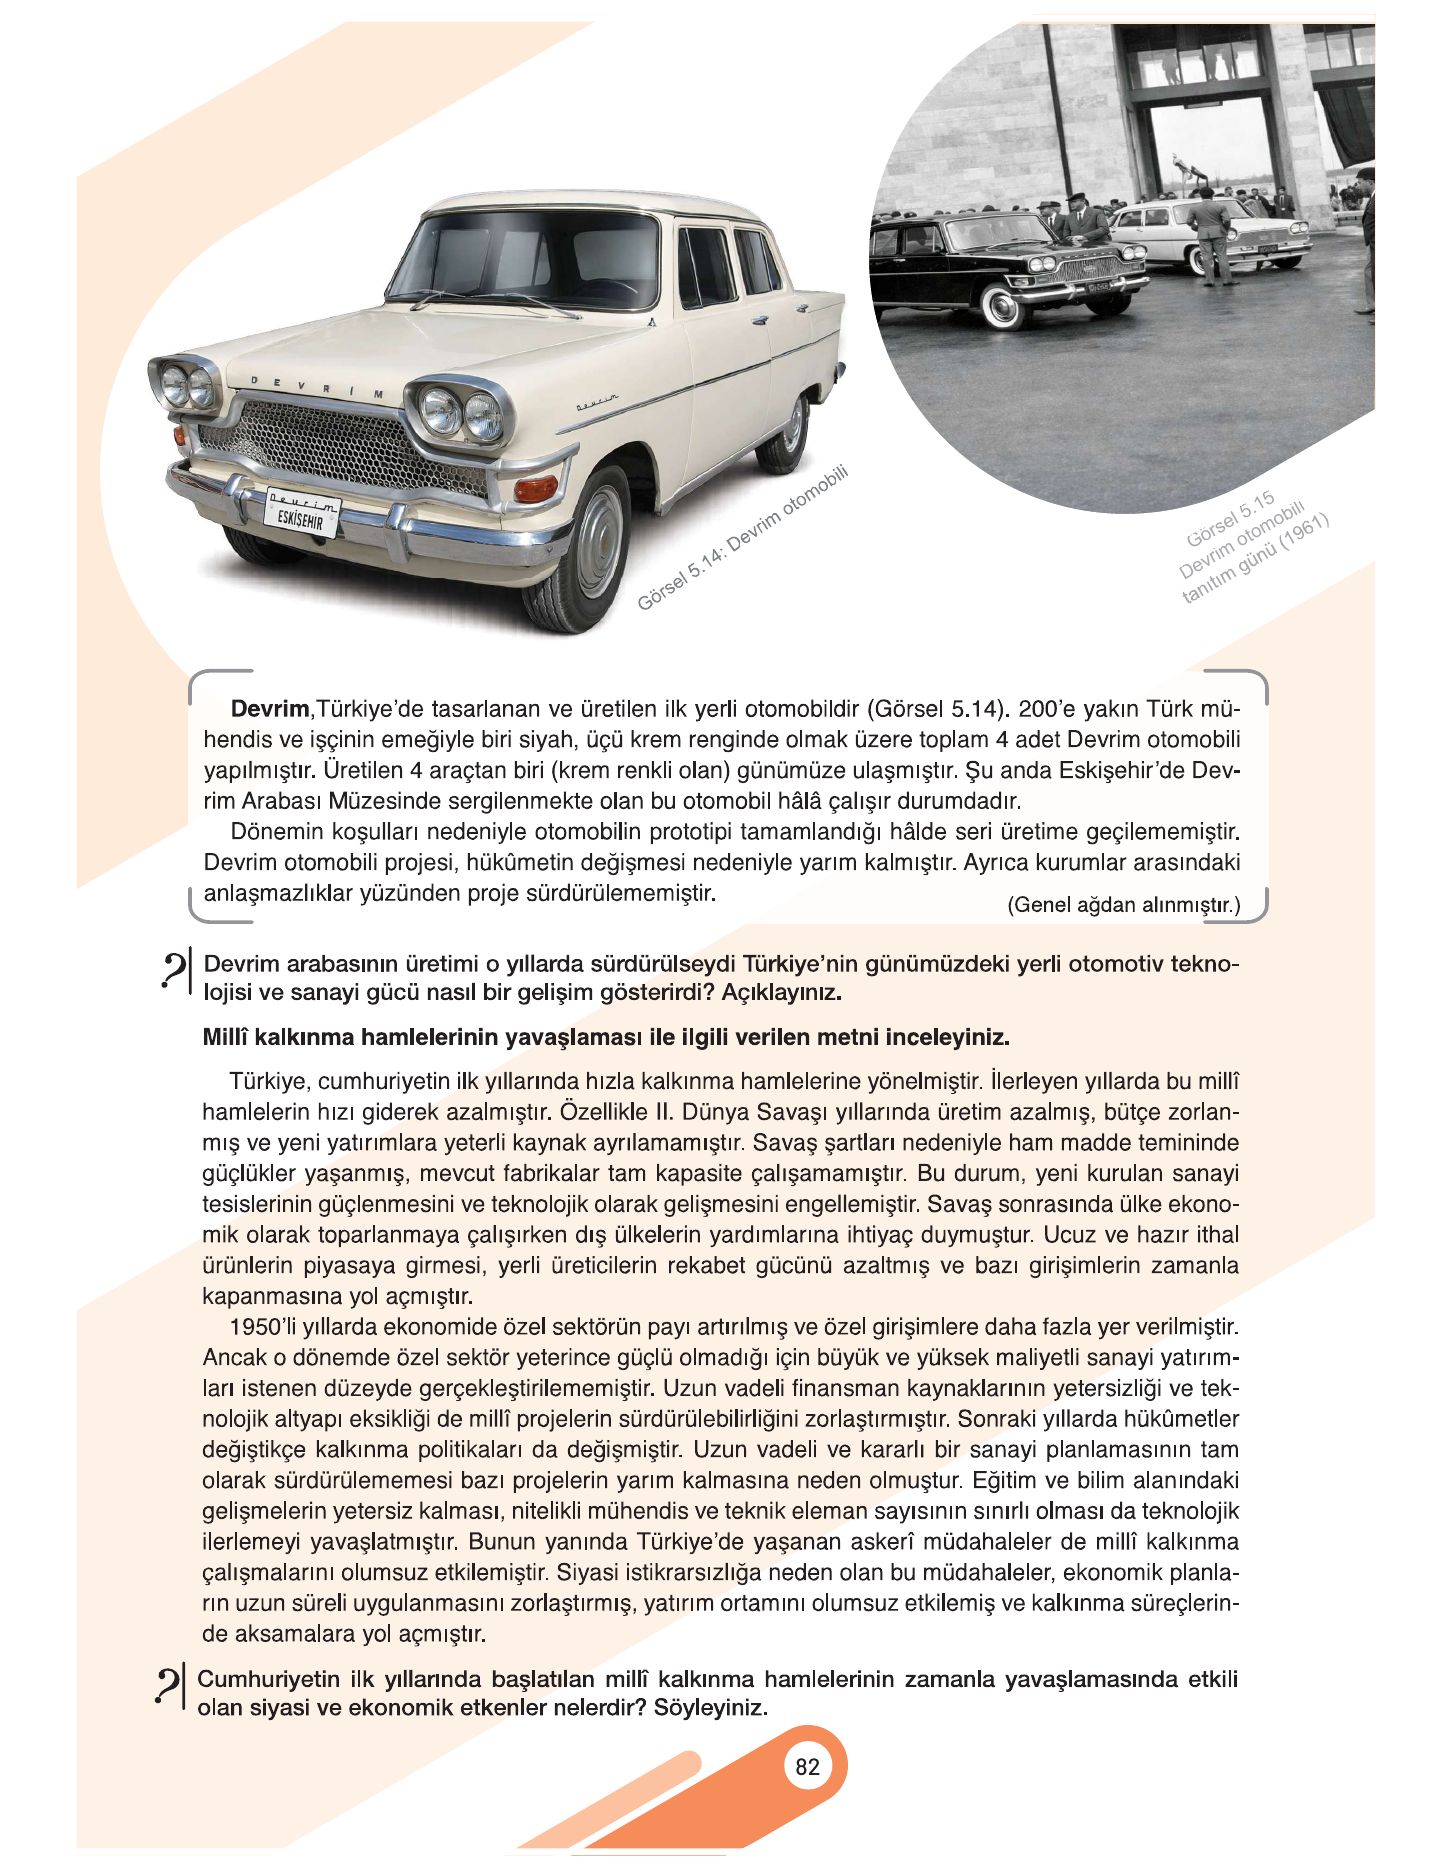 DEVRİM
Devrim
Devrim
ESKİŞEHİR
Görsel 5.14: Devrim otomobili
Görsel 5.15
Devrim otomobili
tanıtım günü (1961)
Devrim,Türkiye’de tasarlanan ve üretilen ilk yerli otomobildir (Görsel 5.14). 200’e yakın Türk mü-
hendis ve işçinin emeğiyle biri siyah, üçü krem renginde olmak üzere toplam 4 adet Devrim otomobili
yapılmıştır. Üretilen 4 araçtan biri (krem renkli olan) günümüze ulaşmıştır. Şu anda Eskişehir’de Dev-
rim Arabası Müzesinde sergilenmekte olan bu otomobil hâlâ çalışır durumdadır.
Dönemin koşulları nedeniyle otomobilin prototipi tamamlandığı hâlde seri üretime geçilememiştir.
Devrim otomobili projesi, hükûmetin değişmesi nedeniyle yarım kalmıştır. Ayrıca kurumlar arasındaki
anlaşmazlıklar yüzünden proje sürdürülememiştir.
(Genel ağdan alınmıştır.)
? Devrim arabasının üretimi o yıllarda sürdürülseydi Türkiye’nin günümüzdeki yerli otomotiv tekno-
lojisi ve sanayi gücü nasıl bir gelişim gösterirdi? Açıklayınız.
Millî kalkınma hamlelerinin yavaşlaması ile ilgili verilen metni inceleyiniz.
Türkiye, cumhuriyetin ilk yıllarında hızla kalkınma hamlelerine yönelmiştir. İlerleyen yıllarda bu millî
hamlelerin hızı giderek azalmıştır. Özellikle II. Dünya Savaşı yıllarında üretim azalmış, bütçe zorlan-
mış ve yeni yatırımlara yeterli kaynak ayrılamamıştır. Savaş şartları nedeniyle ham madde temininde
güçlükler yaşanmış, mevcut fabrikalar tam kapasite çalışamamıştır. Bu durum, yeni kurulan sanayi
tesislerinin güçlenmesini ve teknolojik olarak gelişmesini engellemiştir. Savaş sonrasında ülke ekono-
mik olarak toparlanmaya çalışırken dış ülkelerin yardımlarına ihtiyaç duymuştur. Ucuz ve hazır ithal
ürünlerin piyasaya girmesi, yerli üreticilerin rekabet gücünü azaltmış ve bazı girişimlerin zamanla
kapanmasına yol açmıştır.
1950’li yıllarda ekonomide özel sektörün payı artırılmış ve özel girişimlere daha fazla yer verilmiştir.
Ancak o dönemde özel sektör yeterince güçlü olmadığı için büyük ve yüksek maliyetli sanayi yatırım-
ları istenen düzeyde gerçekleştirilememiştir. Uzun vadeli finansman kaynaklarının yetersizliği ve tek-
nolojik altyapı eksikliği de millî projelerin sürdürülebilirliğini zorlaştırmıştır. Sonraki yıllarda hükûmetler
değiştikçe kalkınma politikaları da değişmiştir. Uzun vadeli ve kararlı bir sanayi planlamasının tam
olarak sürdürülememesi bazı projelerin yarım kalmasına neden olmuştur. Eğitim ve bilim alanındaki
gelişmelerin yetersiz kalması, nitelikli mühendis ve teknik eleman sayısının sınırlı olması da teknolojik
ilerlemeyi yavaşlatmıştır. Bunun yanında Türkiye’de yaşanan askerî müdahaleler de millî kalkınma
çalışmalarını olumsuz etkilemiştir. Siyasi istikrarsızlığa neden olan bu müdahaleler, ekonomik planla-
rın uzun süreli uygulanmasını zorlaştırmış, yatırım ortamını olumsuz etkilemiş ve kalkınma süreçlerin-
de aksamalara yol açmıştır.
? Cumhuriyetin ilk yıllarında başlatılan millî kalkınma hamlelerinin zamanla yavaşlamasında etkili
olan siyasi ve ekonomik etkenler nelerdir? Söyleyiniz.
82